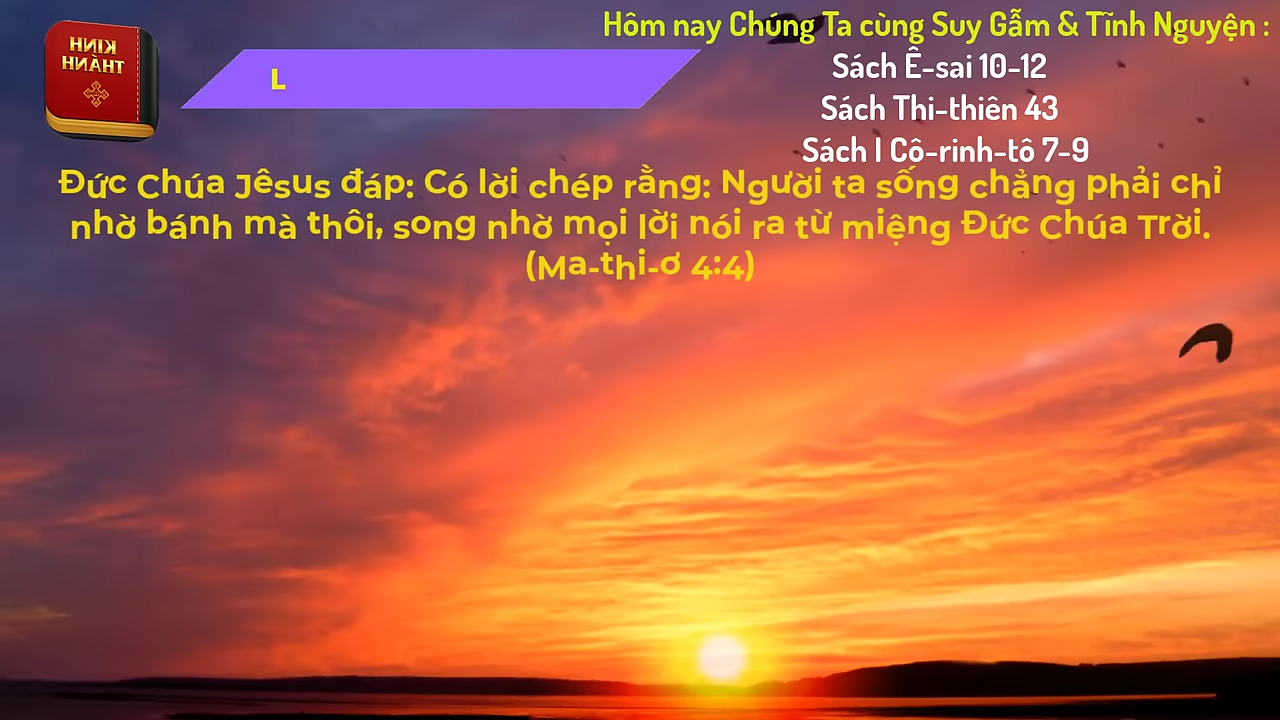 KINH
THÀNH
L
Hôm nay Chúng Ta cùng Suy Gẫm & Tĩnh Nguyện :
Sách Ê-sai 10-12
Sách Thi-thiên 43
Sách I Cô-rinh-tô 7-9
Đức Chúa Jêsus đáp: Có lời chép rằng: Người ta sống chẳng phải chỉ
nhờ bánh mà thôi, song nhờ mọi lời nói ra từ miệng Đức Chúa Trời.
(Ma-thi-ơ 4:4)